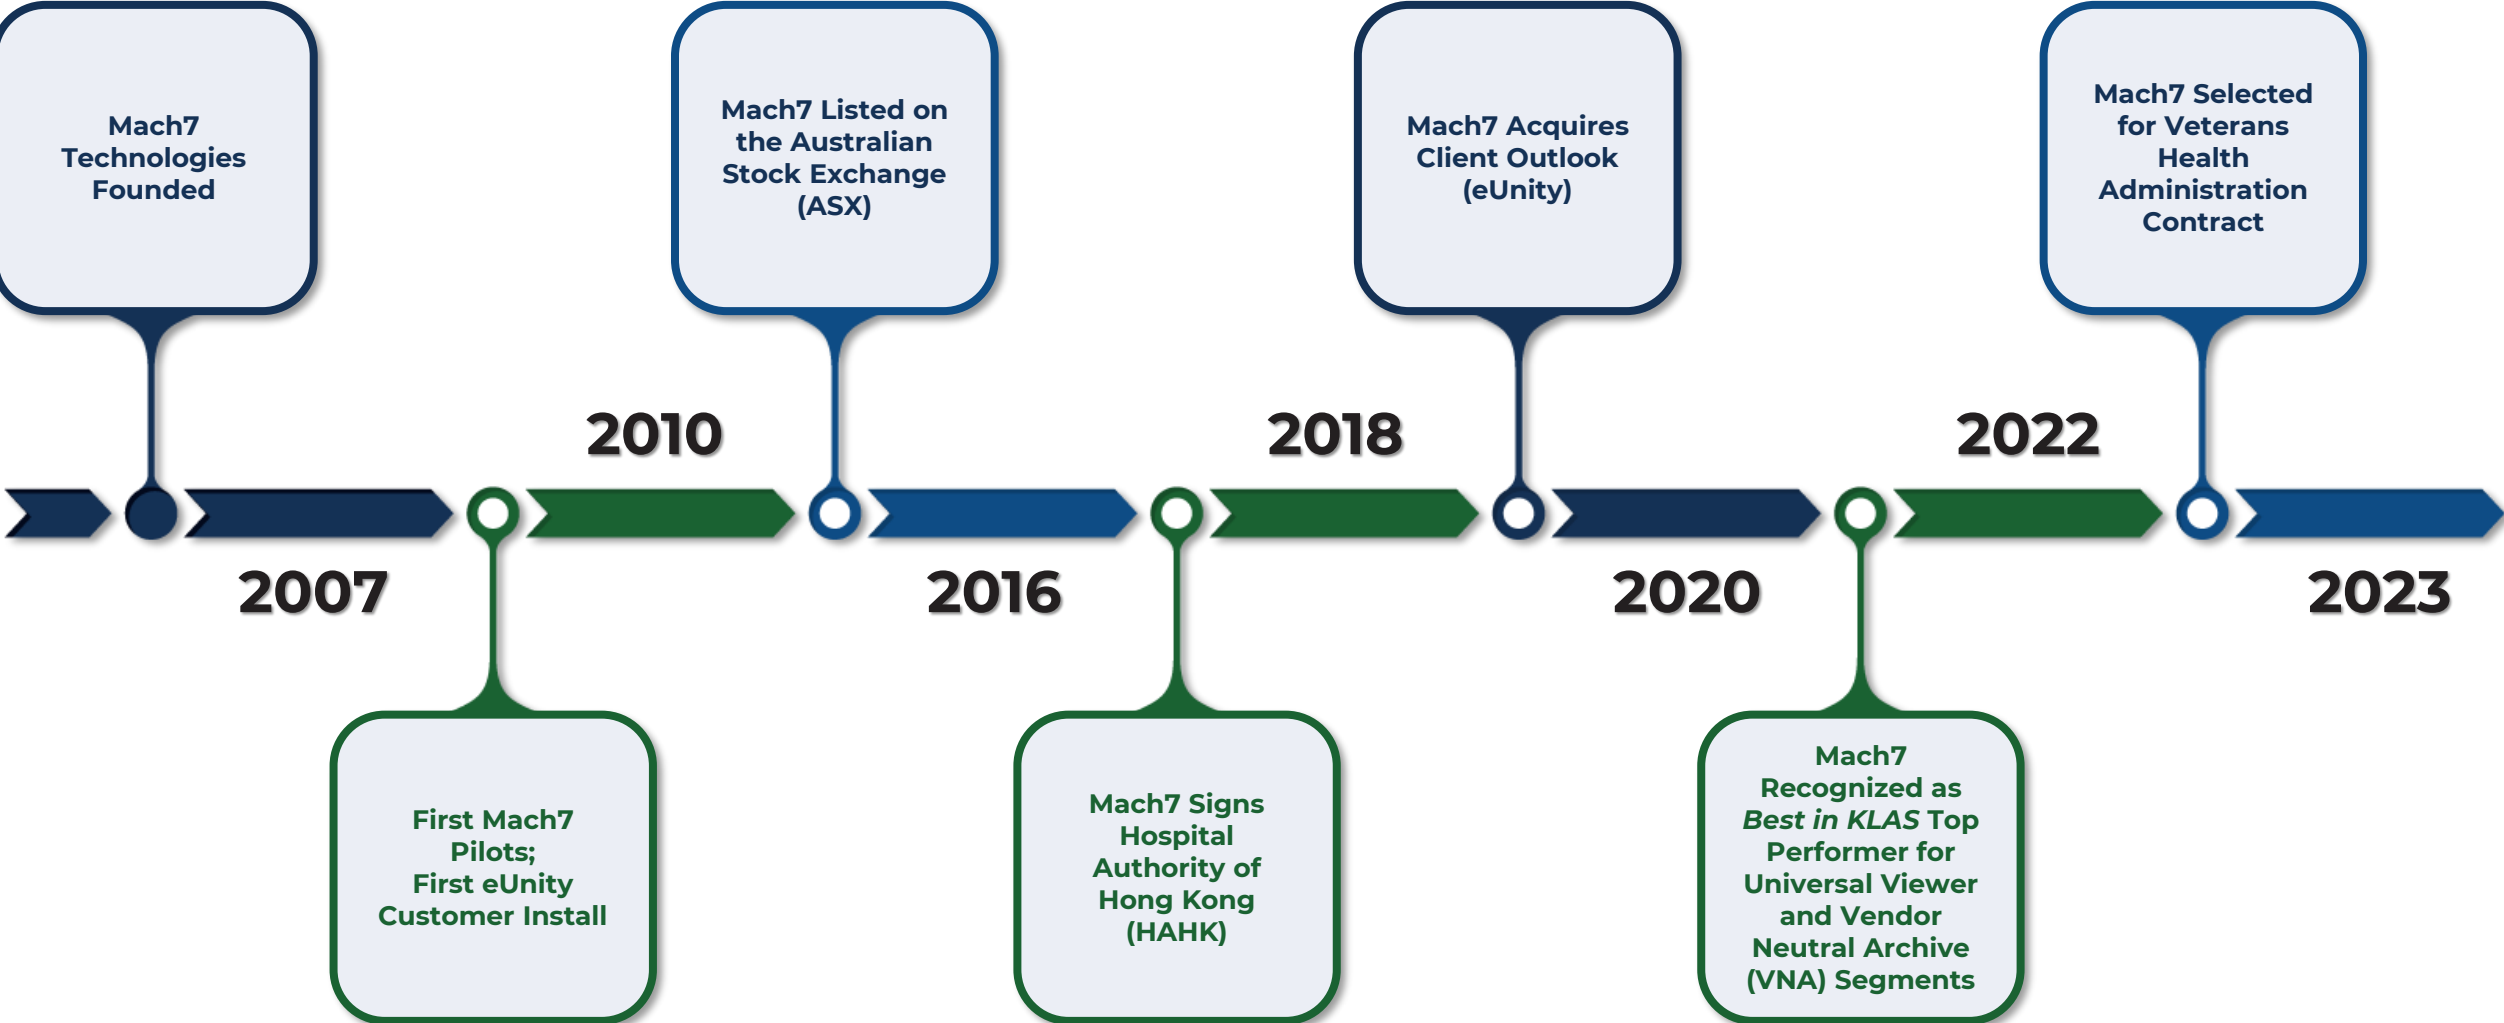 Mach7
Technologies
Founded
2007
First Mach7
Pilots;
First eUnity
Customer Install
2010
Mach7 Listed on
the Australian
Stock Exchange
(ASX)
2016
Mach7 Signs
Hospital
Authority of
Hong Kong
(HAHK)
2018
Mach7 Acquires
Client Outlook
(eUnity)
2020
Mach7
Recognized as
Best in KLAS Top
Performer for
Universal Viewer
and Vendor
Neutral Archive
(VNA) Segments
2022
Mach7 Selected
for Veterans
Health
Administration
Contract
2023